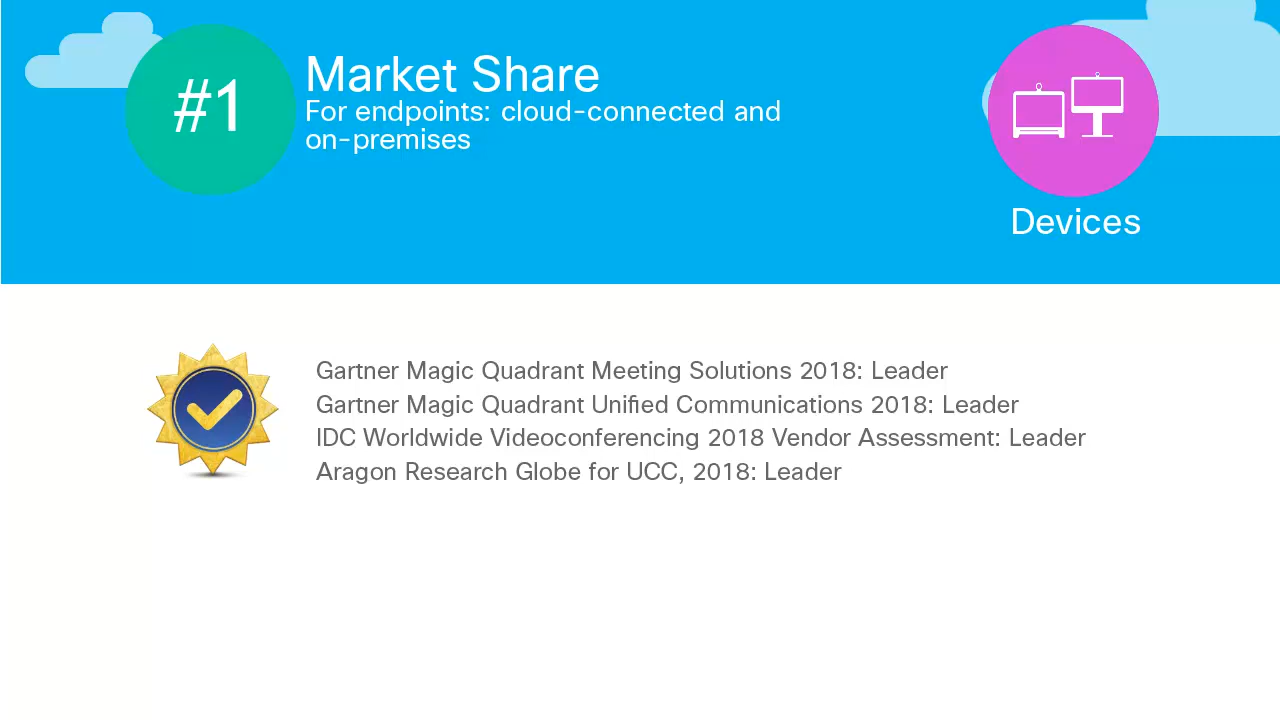 #1
Market Share
For endpoints: cloud-connected and
on-premises
Devices
Gartner Magic Quadrant Meeting Solutions 2018: Leader
Gartner Magic Quadrant Unified Communications 2018: Leader
IDC Worldwide Videoconferencing 2018 Vendor Assessment: Leader
Aragon Research Globe for UCC, 2018: Leader